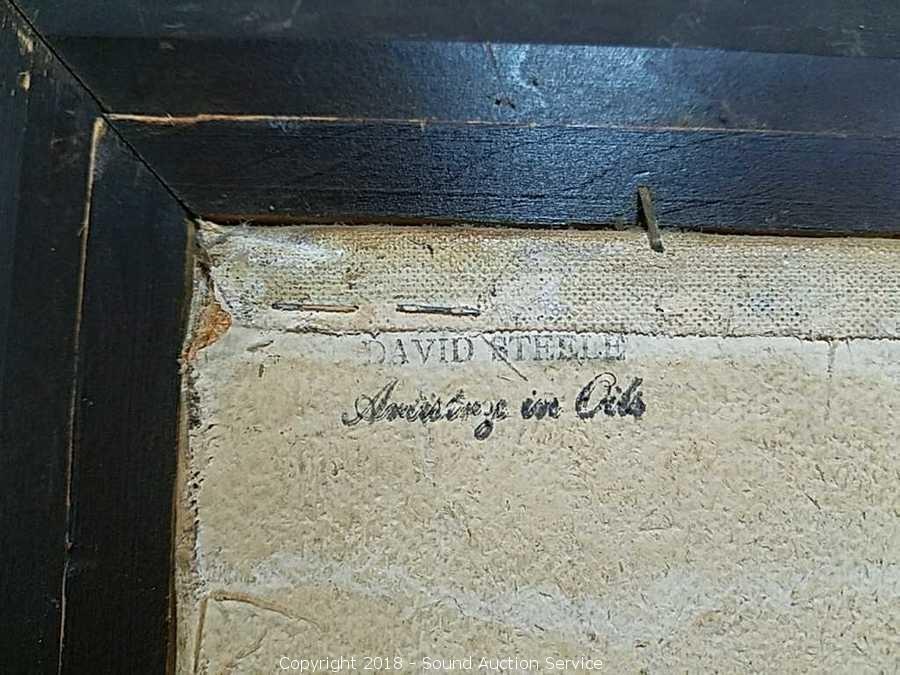 DAVID STEELE
Artistry in Oils
Copyright 2018 - Sound Auction Service